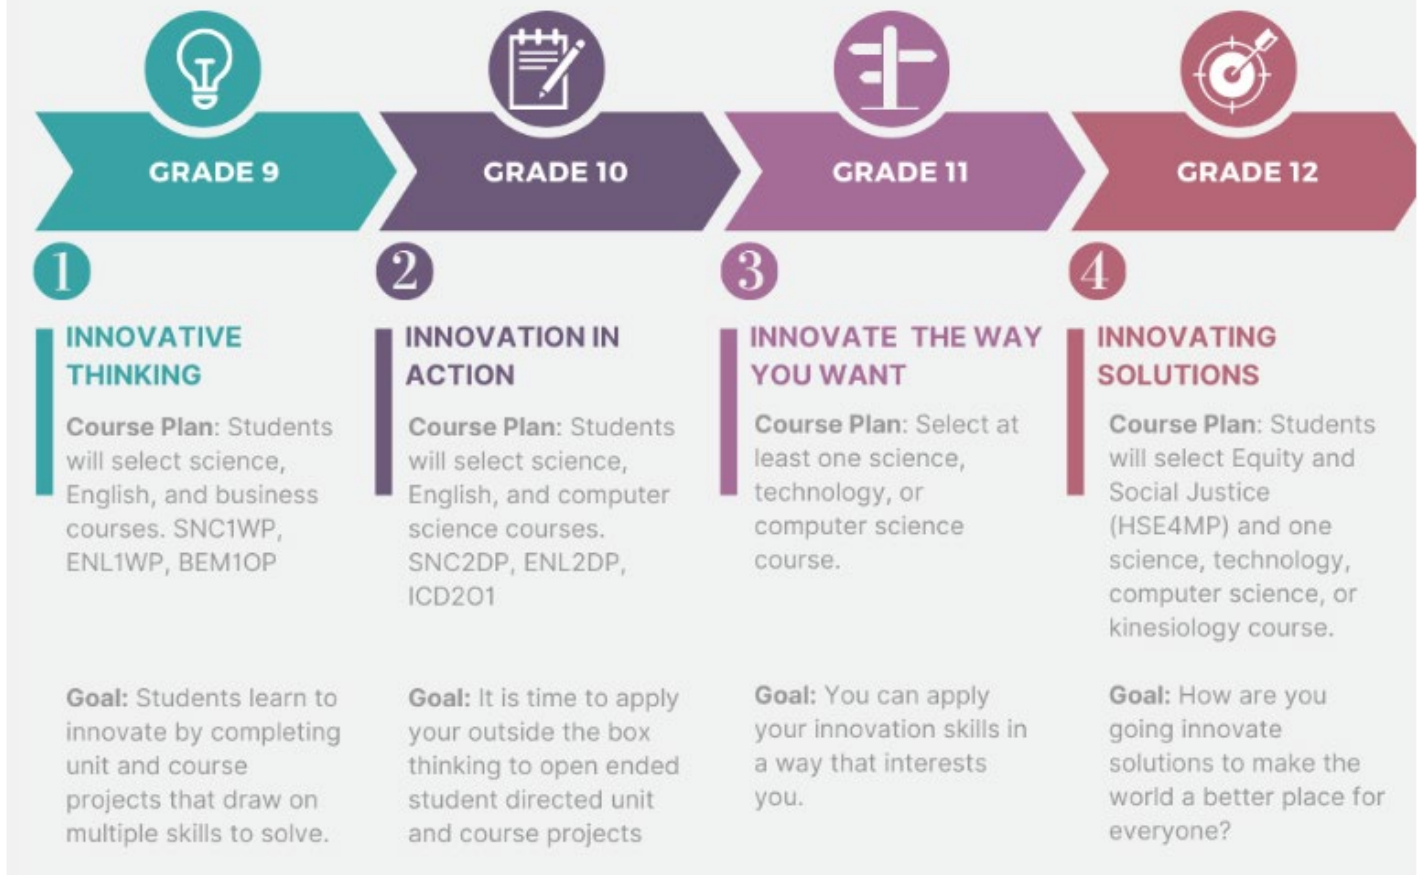 GRADE 9
GRADE 10
GRADE 11
GRADE 12
1
INNOVATIVE
THINKING
Course Plan: Students
will select science,
English, and business
courses. SNC1WP,
ENL1WP, BEM1OP
Goal: Students learn to
innovate by completing
unit and course
projects that draw on
multiple skills to solve.
2
INNOVATION IN
ACTION
Course Plan: Students
will select science,
English, and computer
science courses.
SNC2DP, ENL2DP,
ICD2O1
Goal: It is time to apply
your outside the box
thinking to open ended
student directed unit
and course projects
3
INNOVATE THE WAY
YOU WANT
Course Plan: Select at
least one science,
technology, or
computer science
course.
Goal: You can apply
your innovation skills in
a way that interests
you.
4
INNOVATING
SOLUTIONS
Course Plan: Students
will select Equity and
Social Justice
(HSE4MP) and one
science, technology,
computer science, or
kinesiology course.
Goal: How are you
going innovate
solutions to make the
world a better place for
everyone?